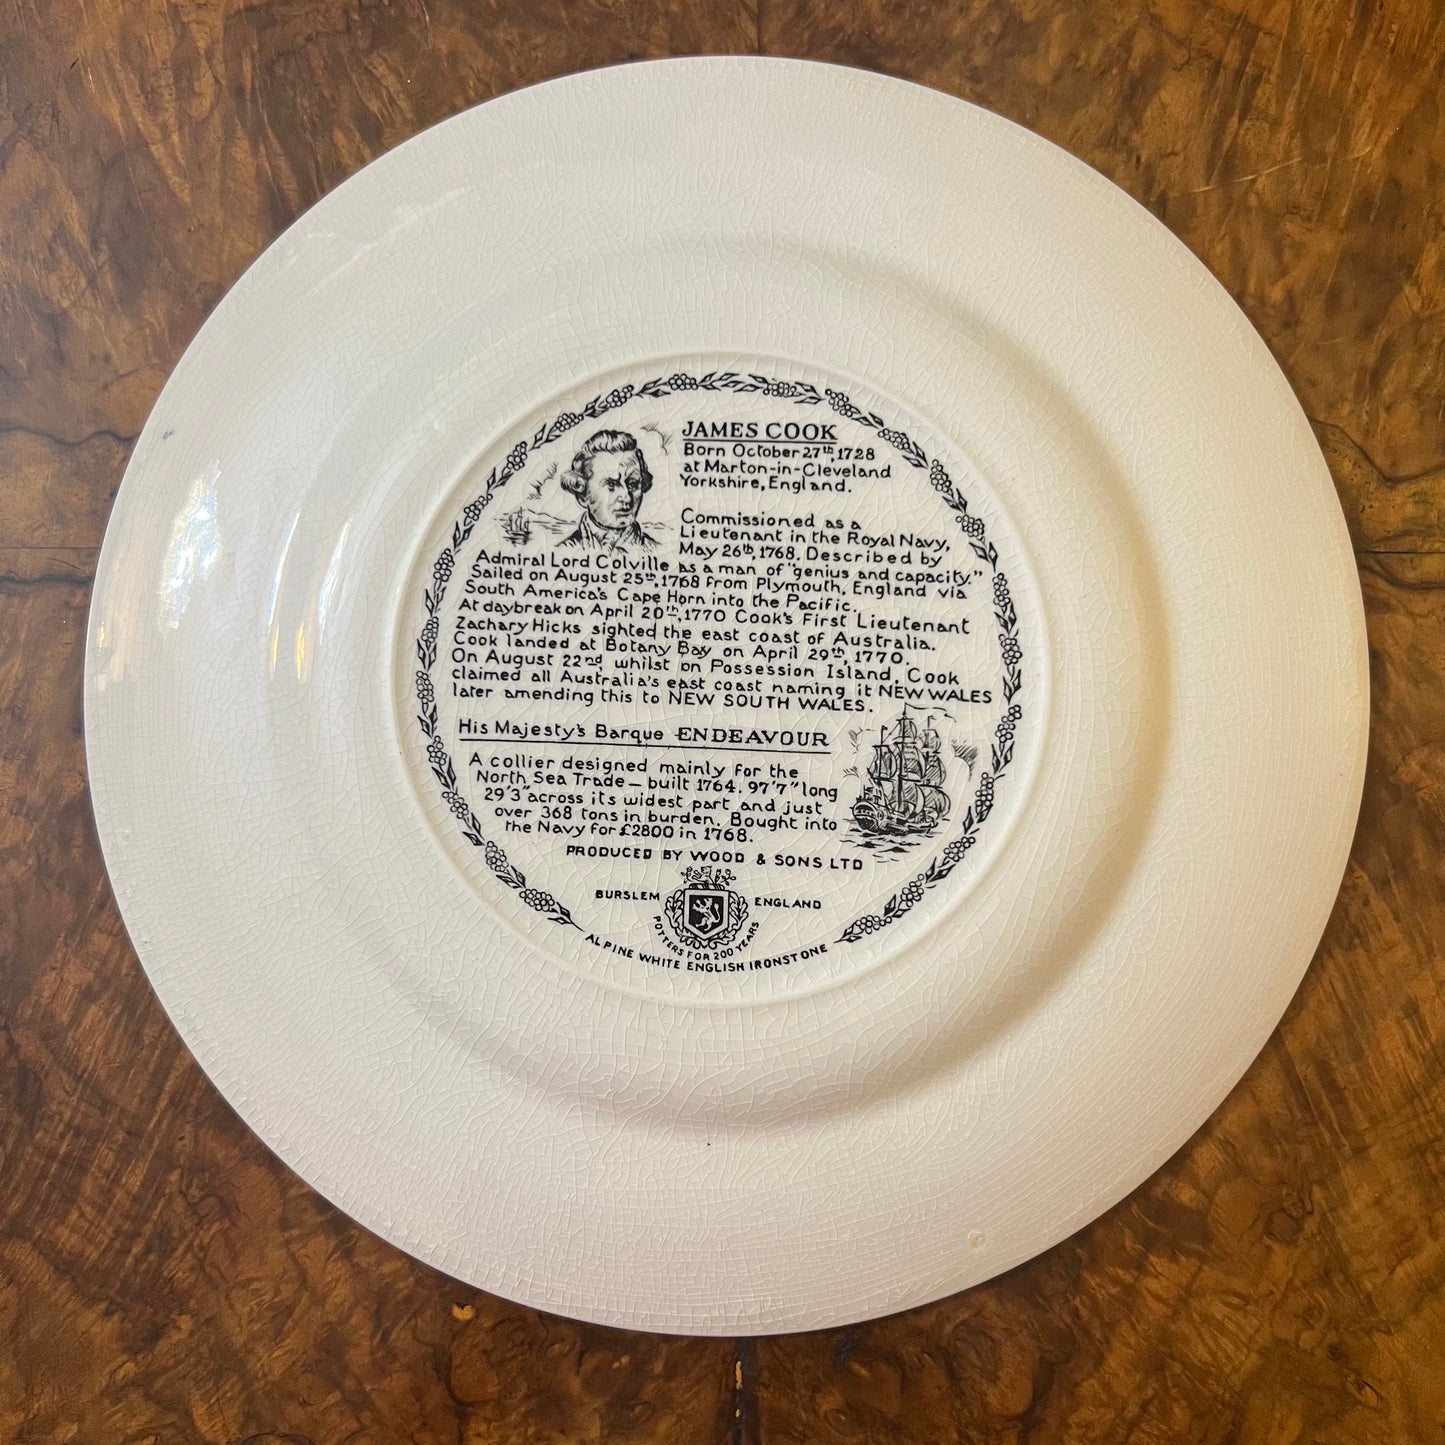 JAMES COOK
Born October 27th, 1728
at Marton-in-Cleveland
Yorkshire, England.
Commissioned as a
Lieutenant in the Royal Navy,
May 26th, 1768. Described by
Admiral Lord Colville as a man of "genius and capacity."
Sailed on August 25th, 1768 from Plymouth, England via
South America's Cape Horn into the Pacific.
At daybreak on April 20th, 1770 Cook's First Lieutenant
Zachary Hicks sighted the east coast of Australia.
Cook landed at Botany Bay on April 29th, 1770.
On August 22nd, whilst on Possession Island, Cook
claimed all Australia's east coast naming it NEW WALES
later amending this to NEW SOUTH WALES.
His Majesty's Barque ENDEAVOUR
A collier designed mainly for the
North Sea Trade — built 1764. 97'7" long
29'3" across its widest part and just
over 368 tons in burden. Bought into
the Navy for £2800 in 1768.
PRODUCED BY WOOD & SONS LTD
BURSLEM ENGLAND
POTTERS FOR 200 YEARS
ALPINE WHITE ENGLISH IRONSTONE